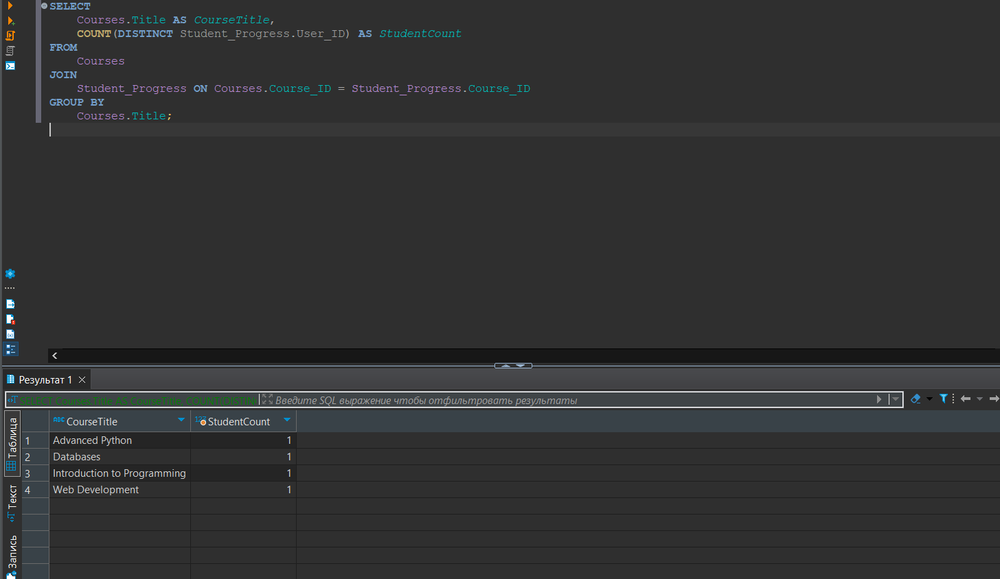 SELECT
Courses.Title AS CourseTitle,
COUNT(DISTINCT Student_Progress.User_ID) AS StudentCount
FROM
Courses
JOIN
Student_Progress ON Courses.Course_ID = Student_Progress.Course_ID
GROUP BY
Courses.Title;
Результат 1
SELECT Courses.Title AS CourseTitle, COUNT(DISTIN
Введите SQL выражение чтобы отфильтровать результаты
Таблица
Текст
Запись
ABC CourseTitle
123 StudentCount
1 Advanced Python 1
2 Databases 1
3 Introduction to Programming 1
4 Web Development 1